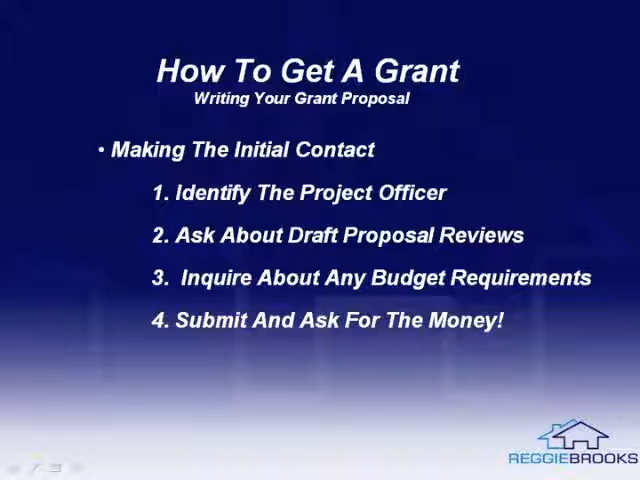 How To Get A Grant
Writing Your Grant Proposal
• Making The Initial Contact
1. Identify The Project Officer
2. Ask About Draft Proposal Reviews
3. Inquire About Any Budget Requirements
4. Submit And Ask For The Money!
REGGIEBROOKS